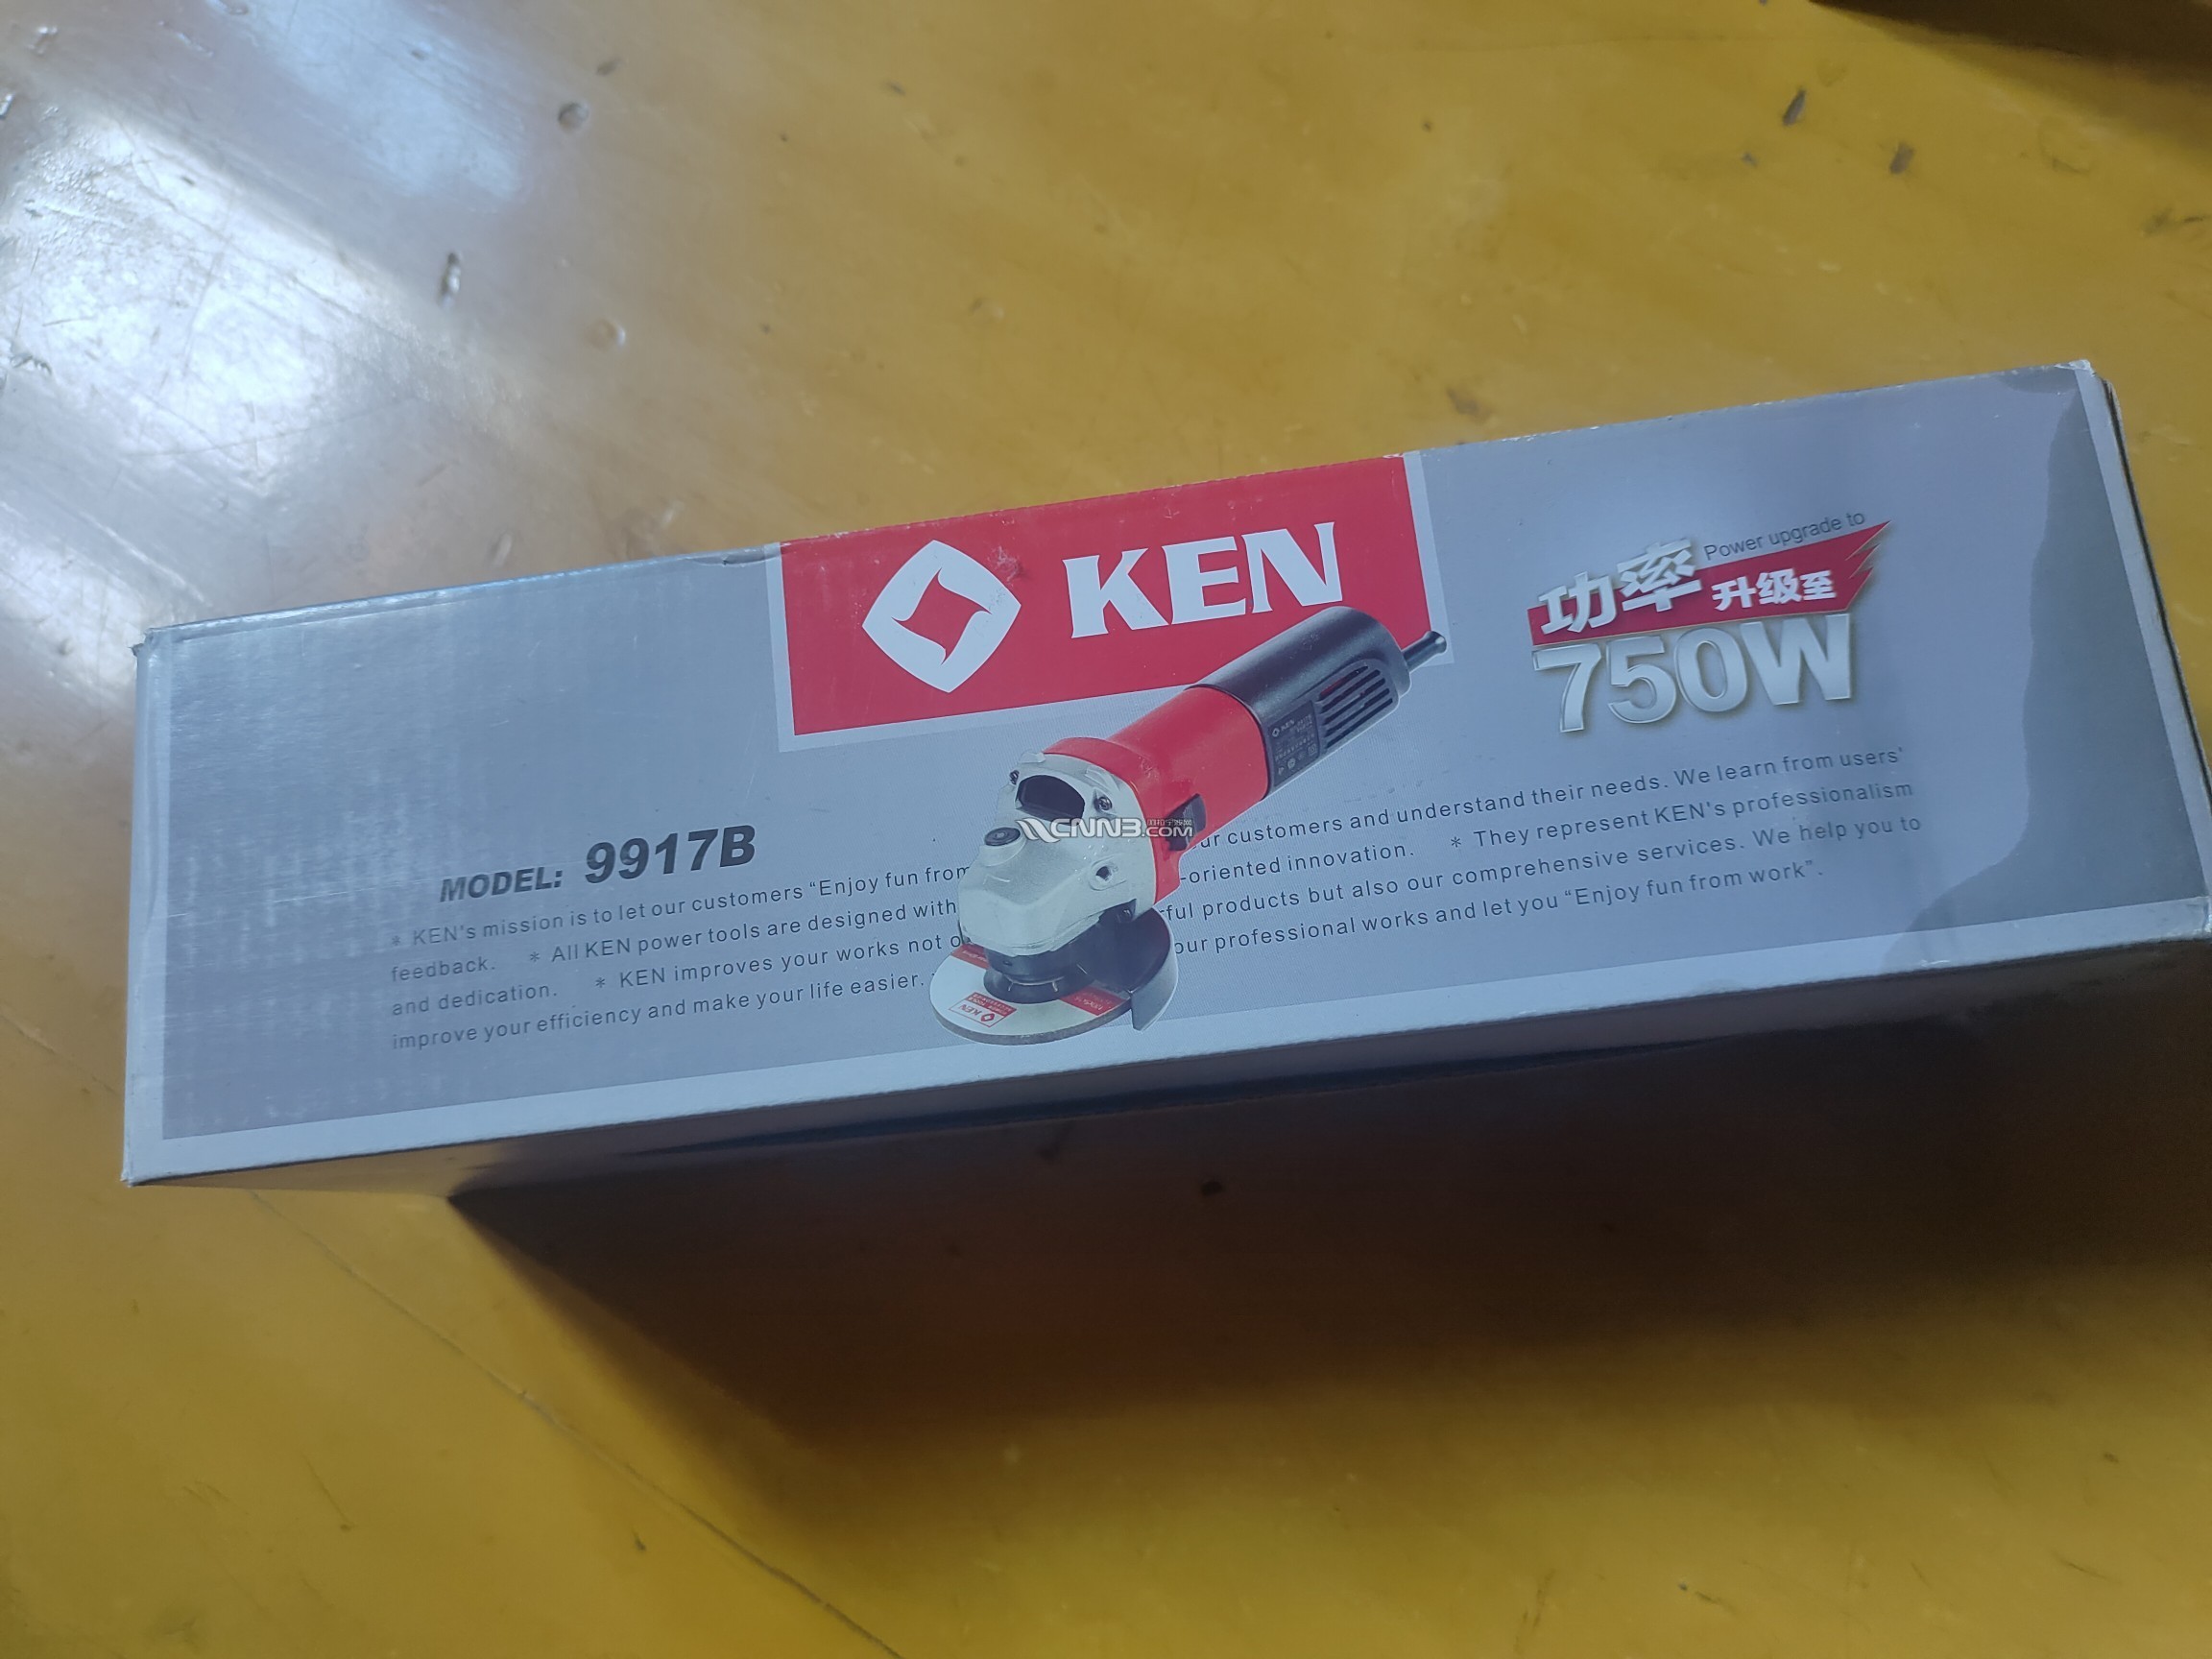 KEN
Power upgrade to
功率升级至
750W
MODEL: 9917B
* KEN's mission is to let our customers “Enjoy fun from ur customers and understand their needs. We learn from users'
feedback. * All KEN power tools are designed with -oriented innovation. * They represent KEN's professionalism
and dedication. * KEN improves your works not o rful products but also our comprehensive services. We help you to
improve your efficiency and make your life easier. our professional works and let you “Enjoy fun from work”.
KEN
KEN
CNNB.COM